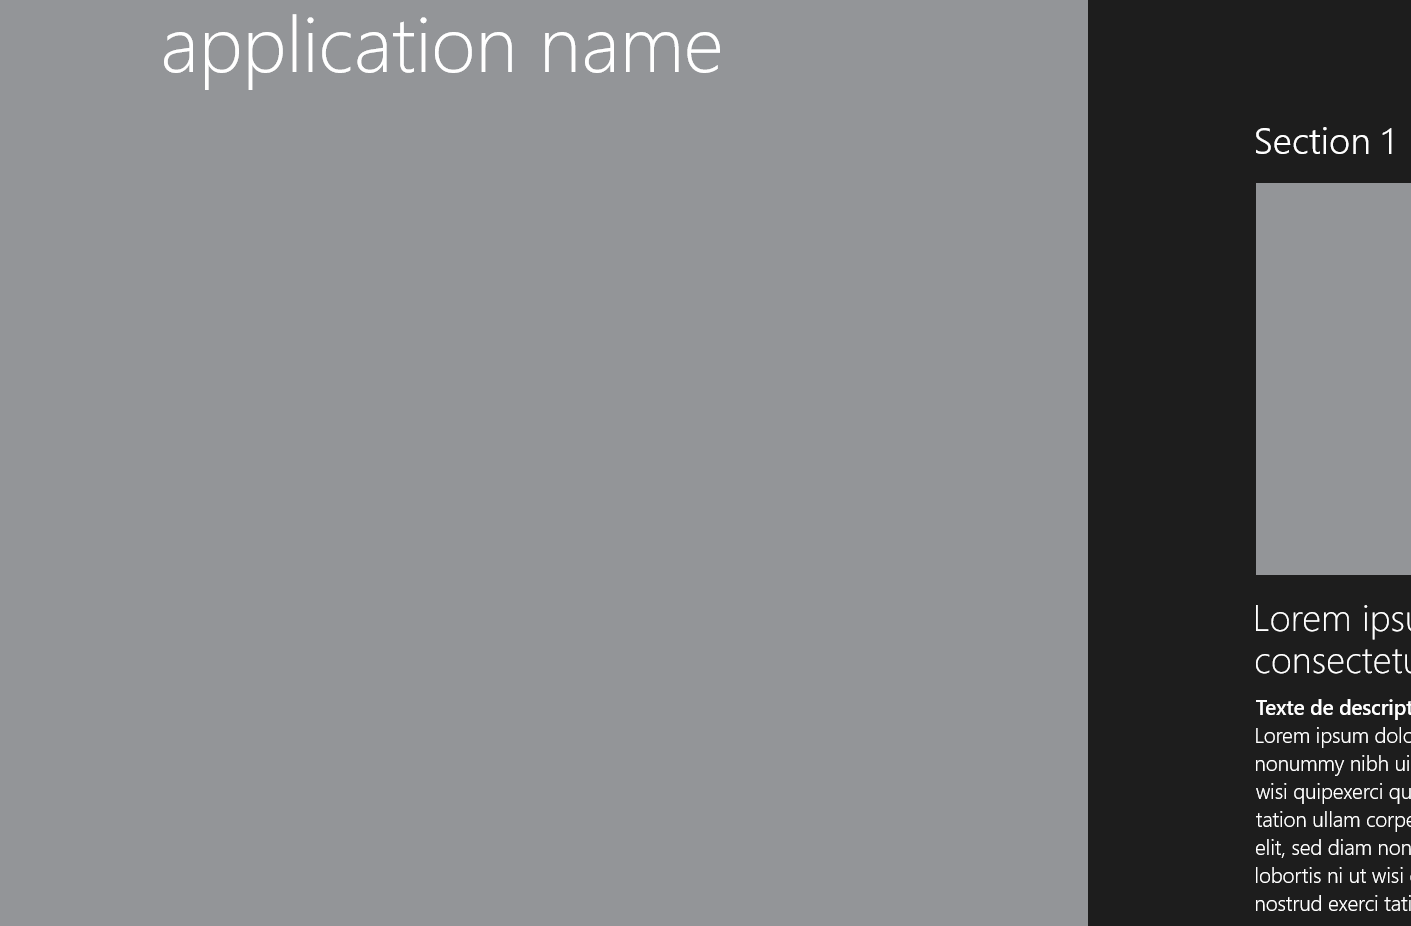 application name
Section 1
Lorem ipsu
consectetu
Texte de descript
Lorem ipsum dolo
nonummy nibh ui
wisi quipexerci qu
tation ullam corpe
elit, sed diam non
lobortis ni ut wisi
nostrud exerci tati